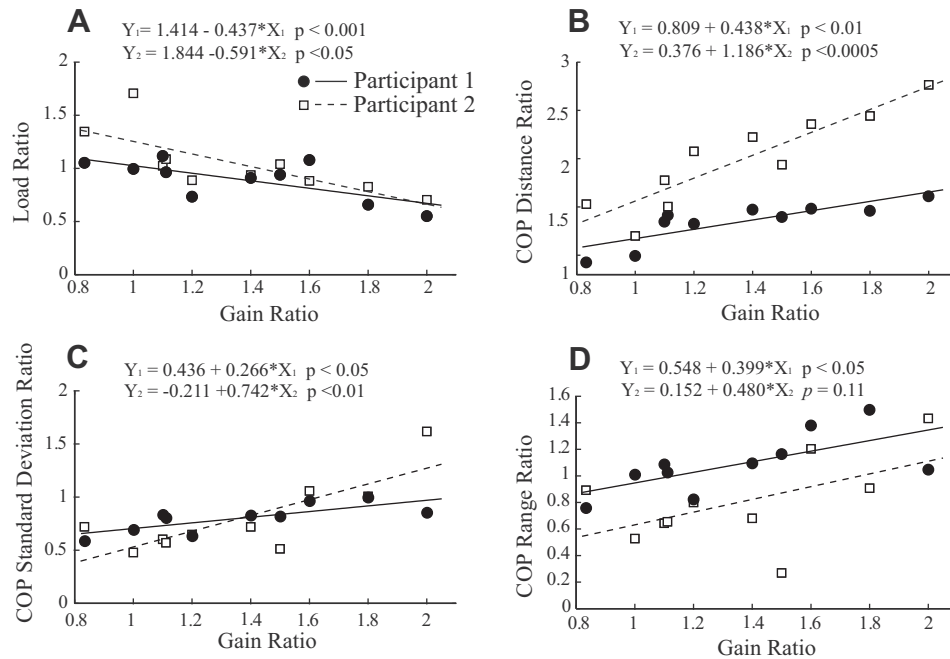 A
Y₁= 1.414 - 0.437*X₁ p < 0.001
Y₂ = 1.844 -0.591*X₂ p <0.05
Participant 1
Participant 2
Load Ratio
2
1.5
1
0.5
0
0.8 1 1.2 1.4 1.6 1.8 2
Gain Ratio
B
Y₁ = 0.809 + 0.438*X₁ p < 0.01
Y₂ = 0.376 + 1.186*X₂ p <0.0005
COP Distance Ratio
3
2.5
2
1.5
1
0.8 1 1.2 1.4 1.6 1.8 2
Gain Ratio
C
Y₁ = 0.436 + 0.266*X₁ p < 0.05
Y₂ = -0.211 +0.742*X₂ p <0.01
COP Standard Deviation Ratio
2
1.5
1
0.5
0
0.8 1 1.2 1.4 1.6 1.8 2
Gain Ratio
D
Y₁ = 0.548 + 0.399*X₁ p < 0.05
Y₂ = 0.152 + 0.480*X₂ p = 0.11
COP Range Ratio
1.6
1.4
1.2
1
0.8
0.6
0.4
0.2
0
0.8 1 1.2 1.4 1.6 1.8 2
Gain Ratio